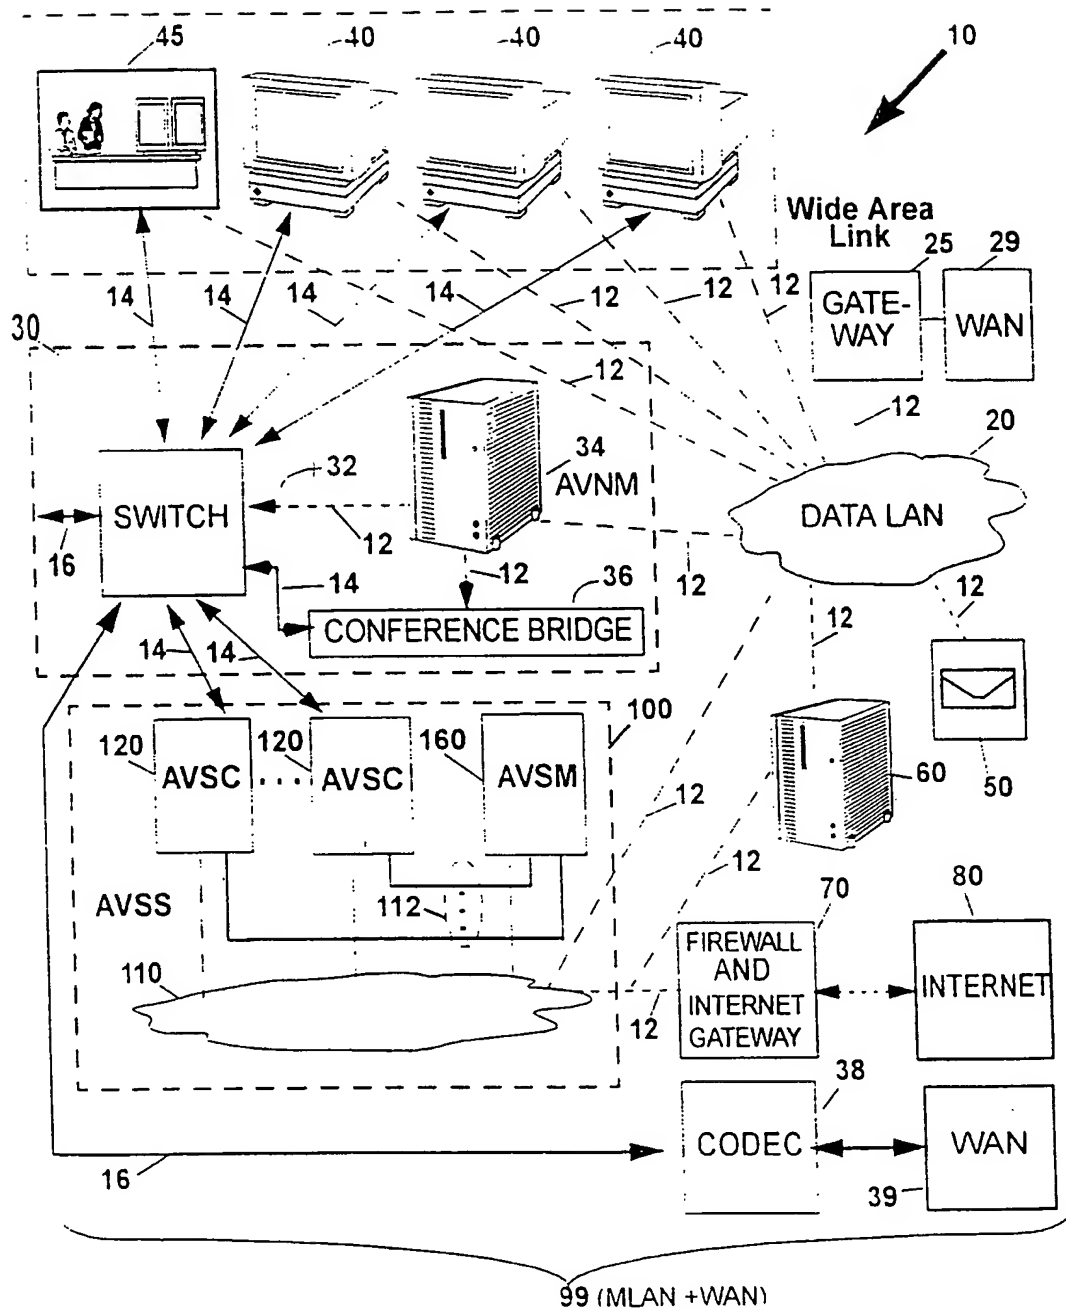 45
40
40
40
10
Wide Area
Link
25
29
GATE-
WAY
WAN
14
14
14
14
12
12
12
30
12
12
20
32
34
AVNM
SWITCH
DATA LAN
16
12
12
12
14
36
12
12
CONFERENCE BRIDGE
14
14
100
120
120
160
AVSC
AVSC
AVSM
60
50
12
12
AVSS
112
70
80
FIREWALL
AND
INTERNET
GATEWAY
INTERNET
110
12
38
CODEC
WAN
16
39
99 (MLAN +WAN)